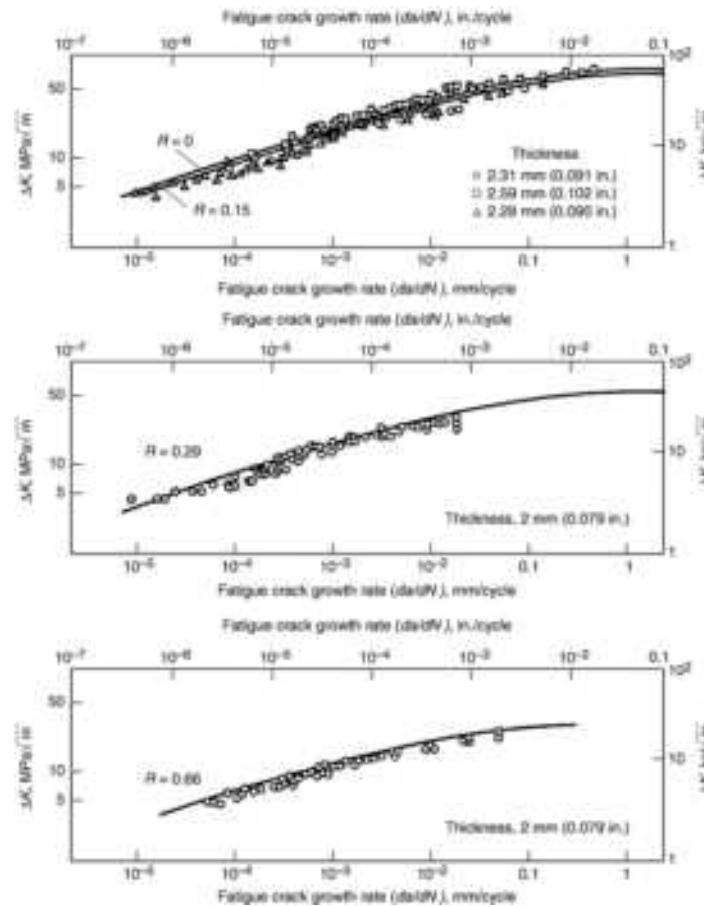 Fatigue crack growth rate (da/dN), in./cycle
10⁻⁷ 10⁻⁶ 10⁻⁵ 10⁻⁴ 10⁻³ 10⁻² 0.1
ΔK, MPa√m
50
10
5
10²
10
1
R = 0
R = 0.15
Thickness
2.31 mm (0.091 in.)
2.59 mm (0.102 in.)
2.29 mm (0.090 in.)
10⁻⁵ 10⁻⁴ 10⁻³ 10⁻² 0.1 1
Fatigue crack growth rate (da/dN), mm/cycle
Fatigue crack growth rate (da/dN), in./cycle
10⁻⁷ 10⁻⁶ 10⁻⁵ 10⁻⁴ 10⁻³ 10⁻² 0.1
ΔK, MPa√m
50
10
5
10²
10
1
R = 0.29
Thickness, 2 mm (0.079 in.)
10⁻⁵ 10⁻⁴ 10⁻³ 10⁻² 0.1 1
Fatigue crack growth rate (da/dN), mm/cycle
Fatigue crack growth rate (da/dN), in./cycle
10⁻⁷ 10⁻⁶ 10⁻⁵ 10⁻⁴ 10⁻³ 10⁻² 0.1
ΔK, MPa√m
50
10
5
10²
10
1
R = 0.66
Thickness, 2 mm (0.079 in.)
10⁻⁵ 10⁻⁴ 10⁻³ 10⁻² 0.1 1
Fatigue crack growth rate (da/dN), mm/cycle